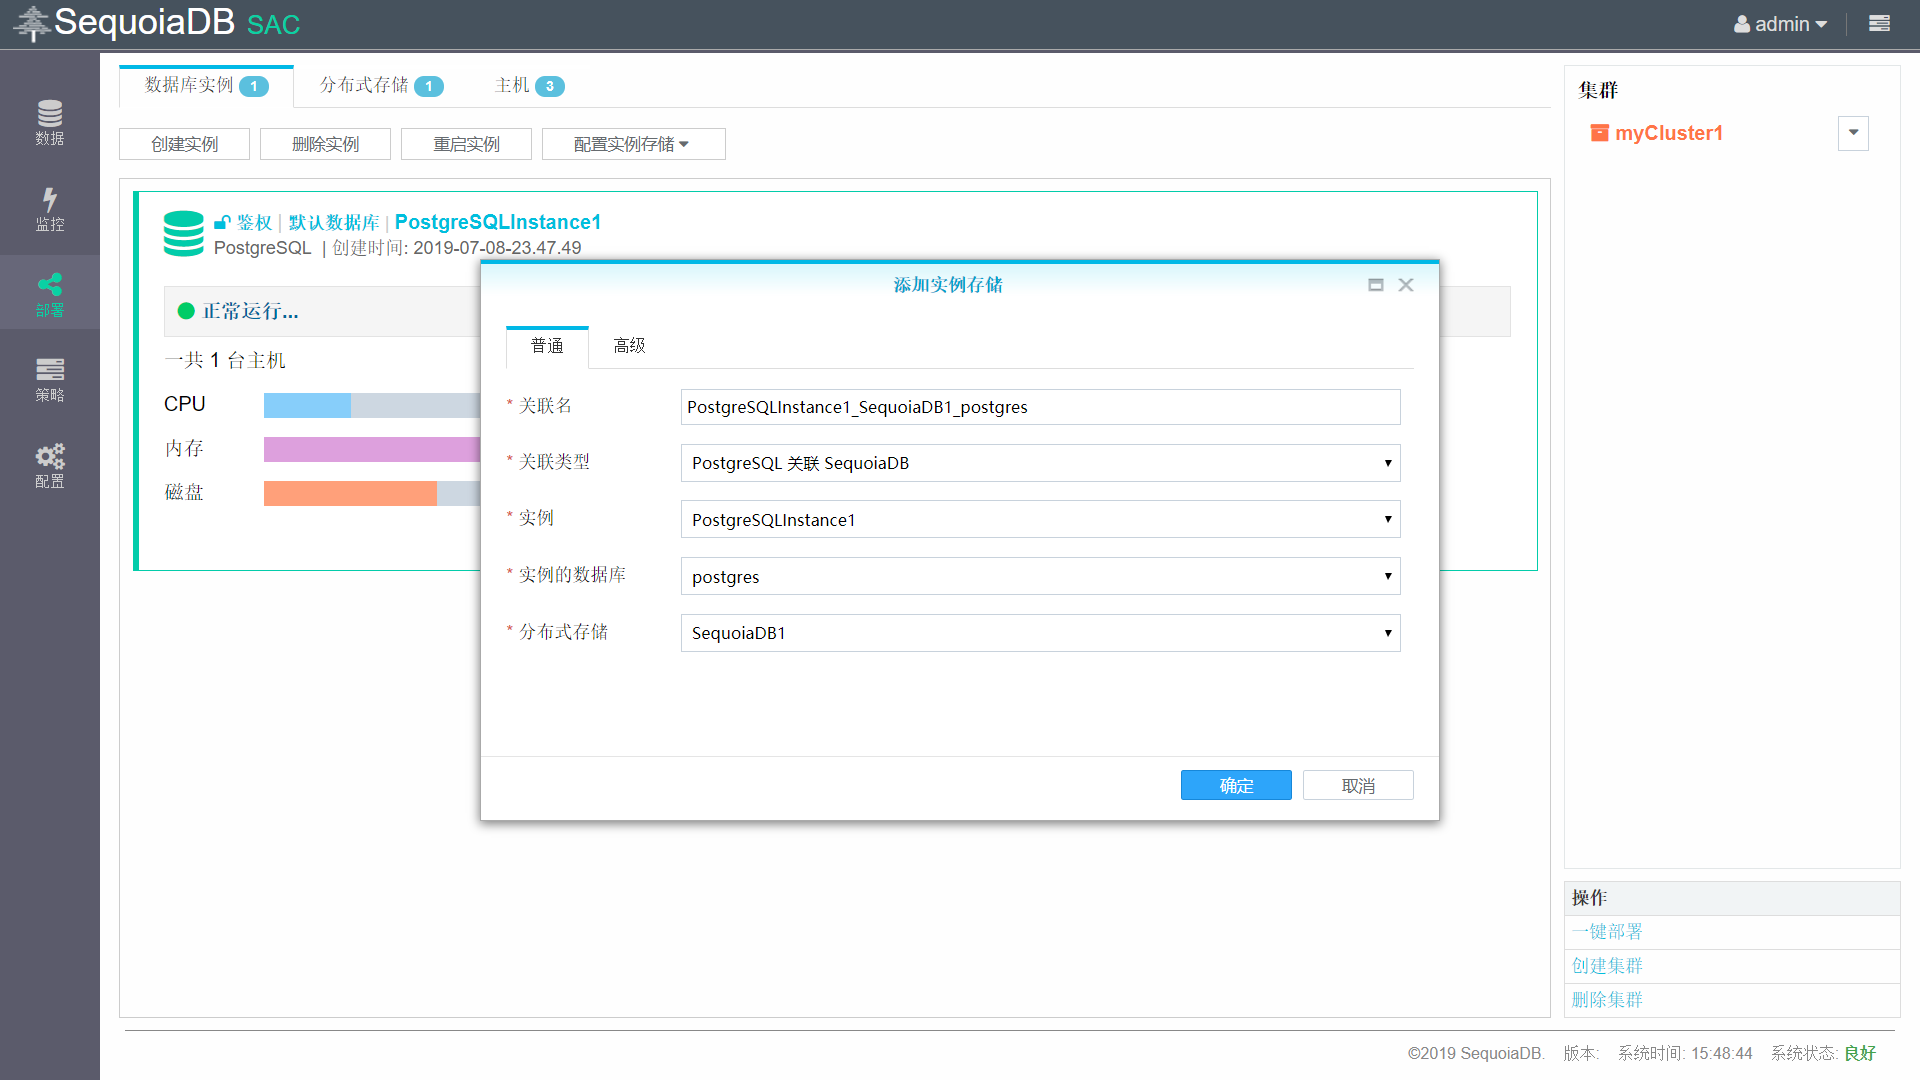 SequoiaDB SAC
admin
数据
监控
部署
策略
配置
数据库实例 1
分布式存储 1
主机 3
创建实例
删除实例
重启实例
配置实例存储
鉴权 | 默认数据库 | PostgreSQLInstance1
PostgreSQL | 创建时间: 2019-07-08-23.47.49
正常运行...
一共 1 台主机
CPU
内存
磁盘
添加实例存储
普通
高级
* 关联名
PostgreSQLInstance1_SequoiaDB1_postgres
* 关联类型
PostgreSQL 关联 SequoiaDB
* 实例
PostgreSQLInstance1
* 实例的数据库
postgres
* 分布式存储
SequoiaDB1
确定
取消
集群
myCluster1
操作
一键部署
创建集群
删除集群
©2019 SequoiaDB. 版本: 系统时间: 15:48:44 系统状态: 良好